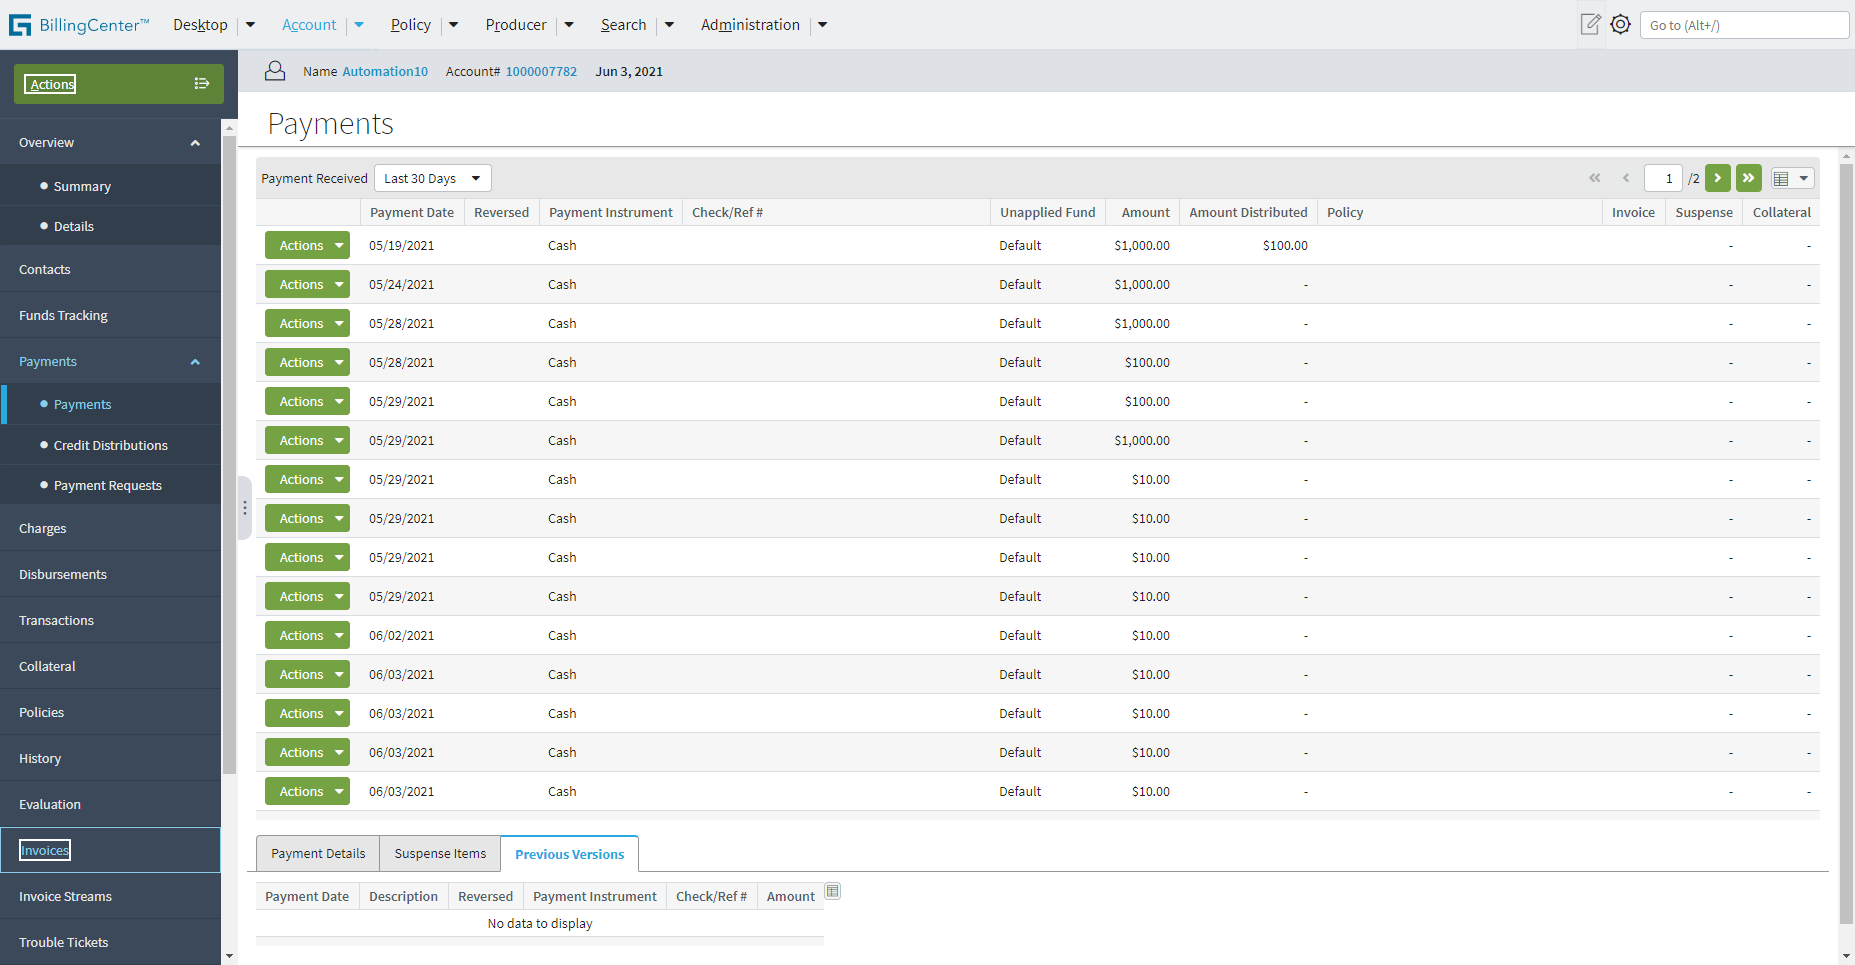 BillingCenter™ Desktop Account Policy Producer Search Administration Go to (Alt+/)
Actions
Name Automation10 Account# 1000007782 Jun 3, 2021
Overview
Summary
Details
Contacts
Funds Tracking
Payments
Payments
Credit Distributions
Payment Requests
Charges
Disbursements
Transactions
Collateral
Policies
History
Evaluation
Invoices
Invoice Streams
Trouble Tickets
Payments
Payment Received Last 30 Days 1 /2
Payment Date Reversed Payment Instrument Check/Ref # Unapplied Fund Amount Amount Distributed Policy Invoice Suspense Collateral
Actions 05/19/2021 Cash Default $1,000.00 $100.00 - -
Actions 05/24/2021 Cash Default $1,000.00 - - -
Actions 05/28/2021 Cash Default $1,000.00 - - -
Actions 05/28/2021 Cash Default $100.00 - - -
Actions 05/29/2021 Cash Default $100.00 - - -
Actions 05/29/2021 Cash Default $1,000.00 - - -
Actions 05/29/2021 Cash Default $10.00 - - -
Actions 05/29/2021 Cash Default $10.00 - - -
Actions 05/29/2021 Cash Default $10.00 - - -
Actions 05/29/2021 Cash Default $10.00 - - -
Actions 06/02/2021 Cash Default $10.00 - - -
Actions 06/03/2021 Cash Default $10.00 - - -
Actions 06/03/2021 Cash Default $10.00 - - -
Actions 06/03/2021 Cash Default $10.00 - - -
Actions 06/03/2021 Cash Default $10.00 - - -
Payment Details Suspense Items Previous Versions
Payment Date Description Reversed Payment Instrument Check/Ref # Amount
No data to display